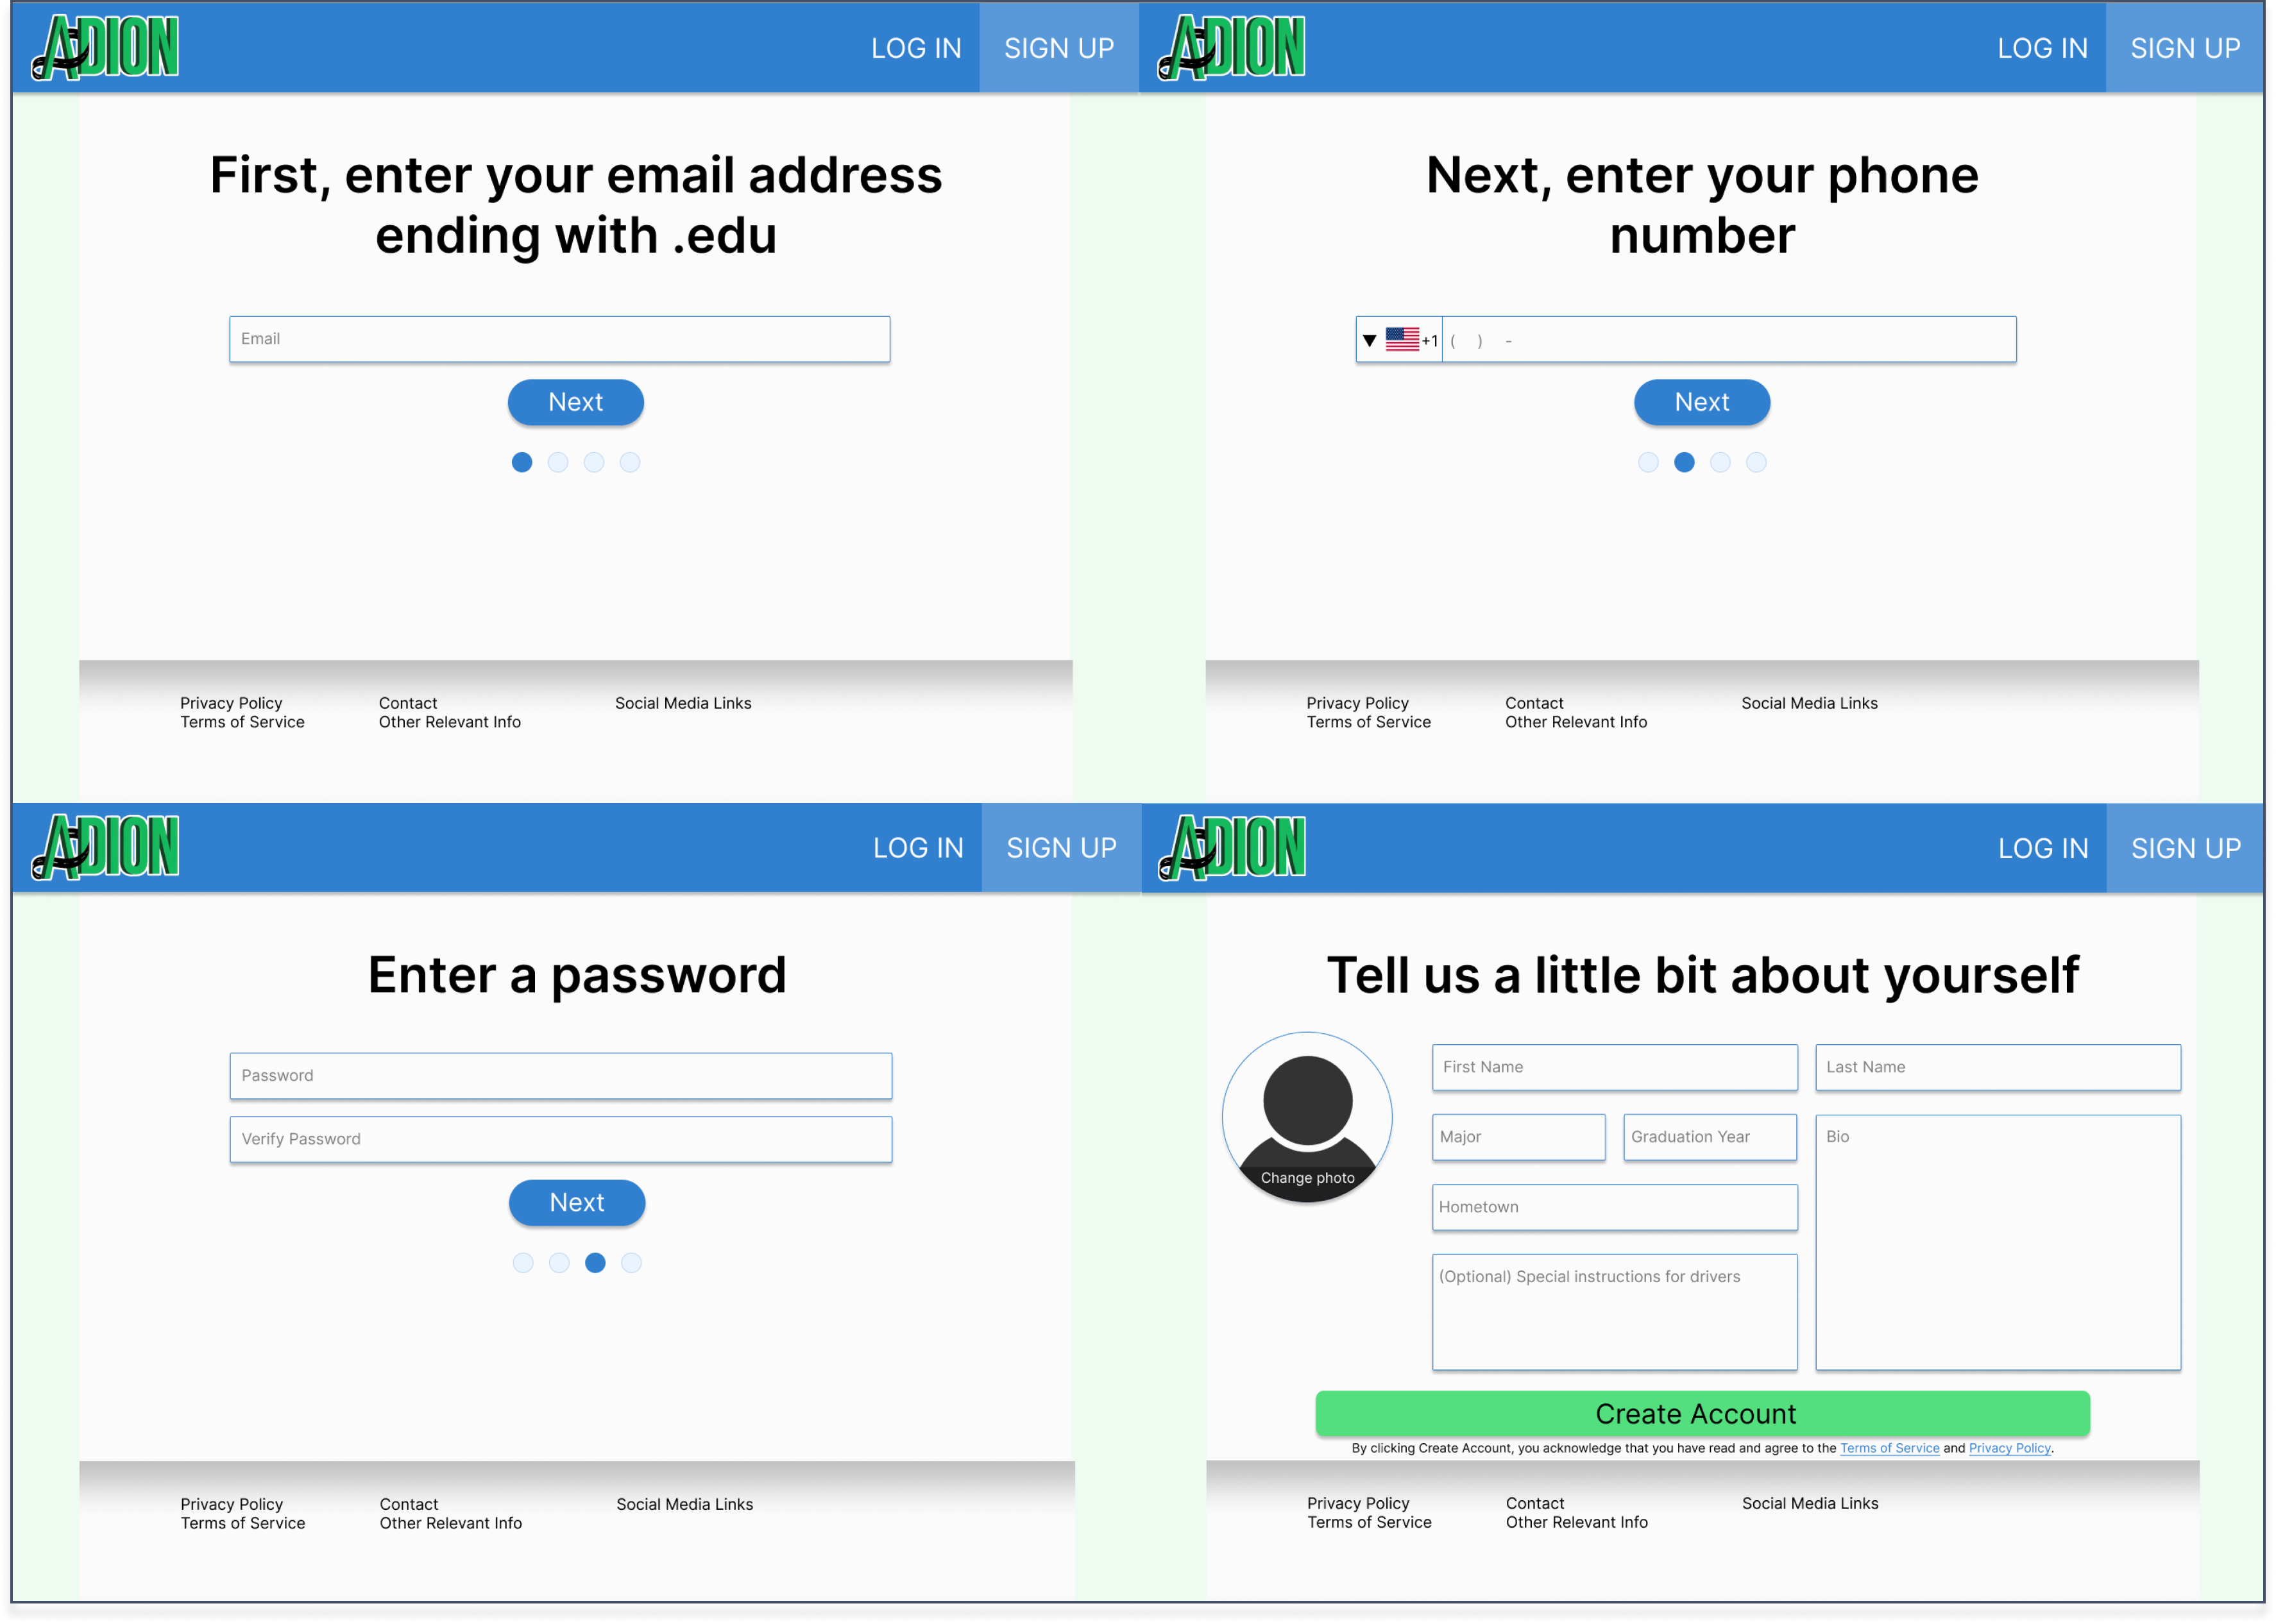 ADION
LOG IN
SIGN UP
First, enter your email address
ending with .edu
Email
Next
Privacy Policy
Terms of Service
Contact
Other Relevant Info
Social Media Links
ADION
LOG IN
SIGN UP
Next, enter your phone
number
+1 ( ) -
Next
Privacy Policy
Terms of Service
Contact
Other Relevant Info
Social Media Links
ADION
LOG IN
SIGN UP
Enter a password
Password
Verify Password
Next
Privacy Policy
Terms of Service
Contact
Other Relevant Info
Social Media Links
ADION
LOG IN
SIGN UP
Tell us a little bit about yourself
Change photo
First Name
Last Name
Major
Graduation Year
Bio
Hometown
(Optional) Special instructions for drivers
Create Account
By clicking Create Account, you acknowledge that you have read and agree to the Terms of Service and Privacy Policy.
Privacy Policy
Terms of Service
Contact
Other Relevant Info
Social Media Links